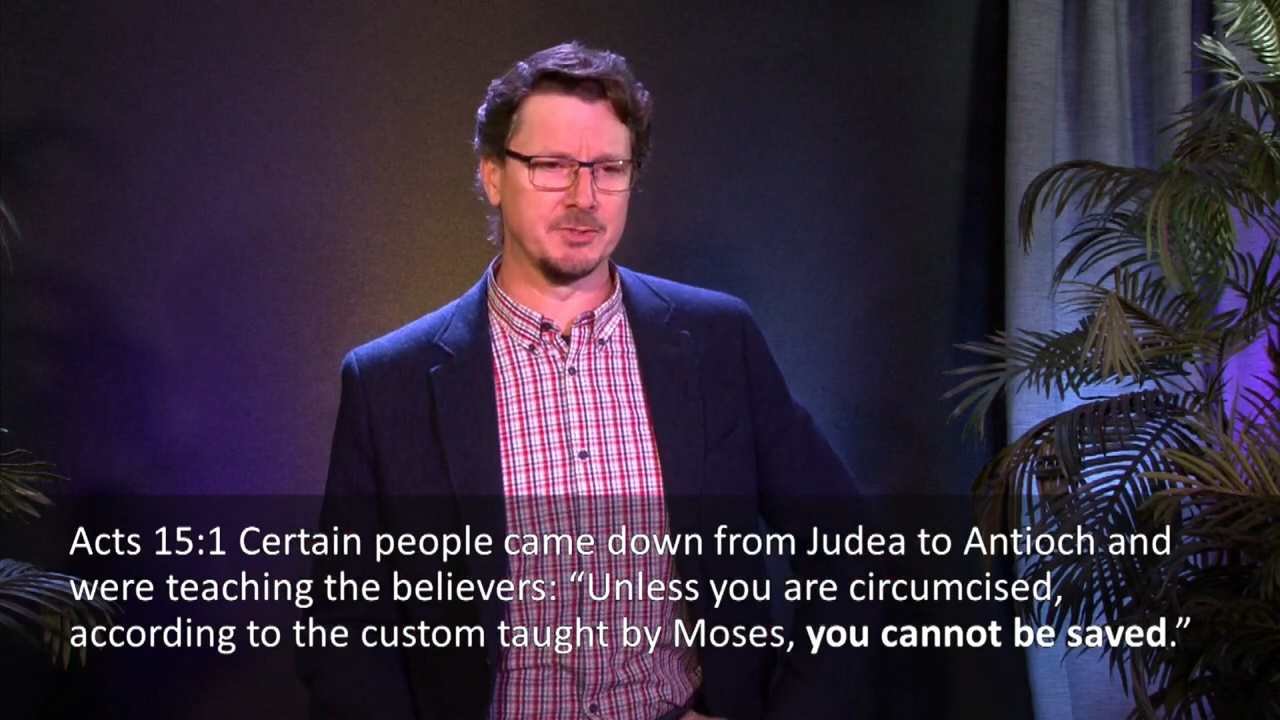 Acts 15:1 Certain people came down from Judea to Antioch and
were teaching the believers: “Unless you are circumcised,
according to the custom taught by Moses, you cannot be saved.”